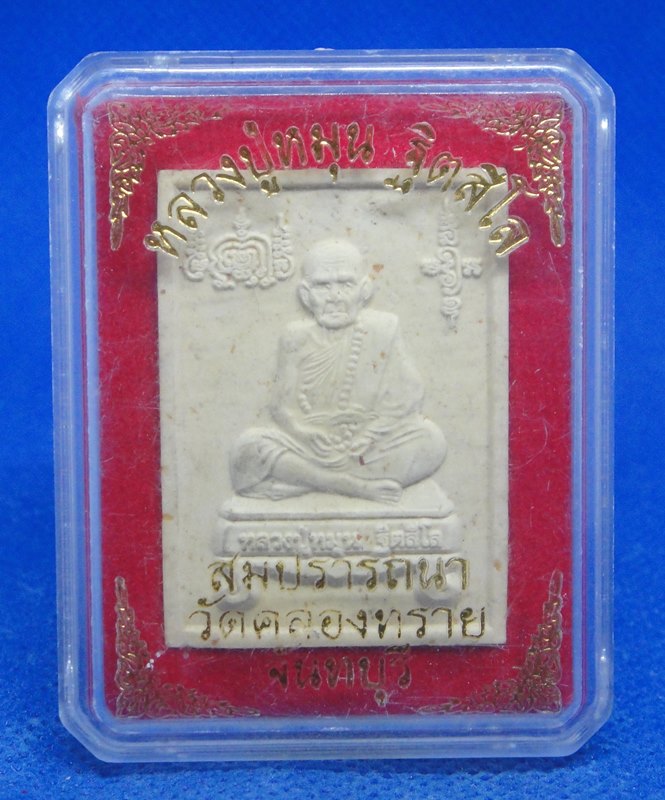 หลวงปู่หมุน ฐิตสีโล
หลวงปู่หมุน ฐิตสีโล
สมปรารถนา
วัดคลองทราย
จันทบุรี